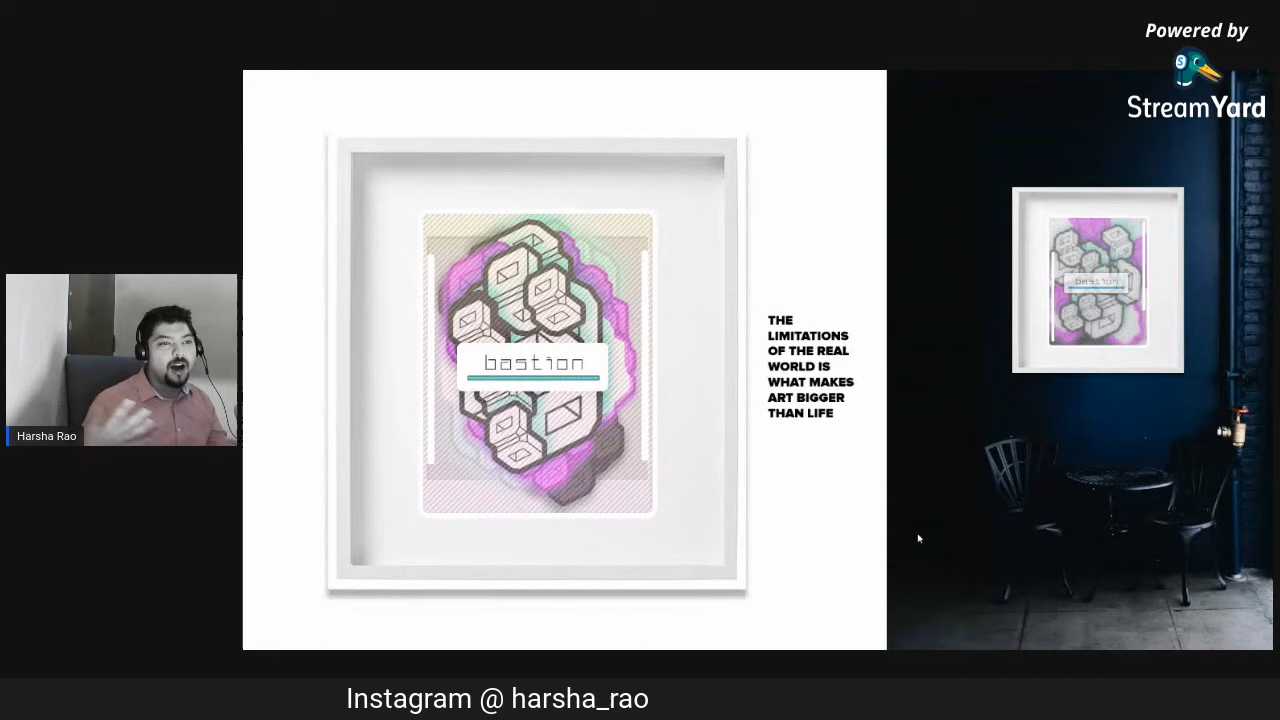 Powered by
StreamYard
bastion
THE
LIMITATIONS
OF THE REAL
WORLD IS
WHAT MAKES
ART BIGGER
THAN LIFE
bastion
Harsha Rao
Instagram @ harsha_rao